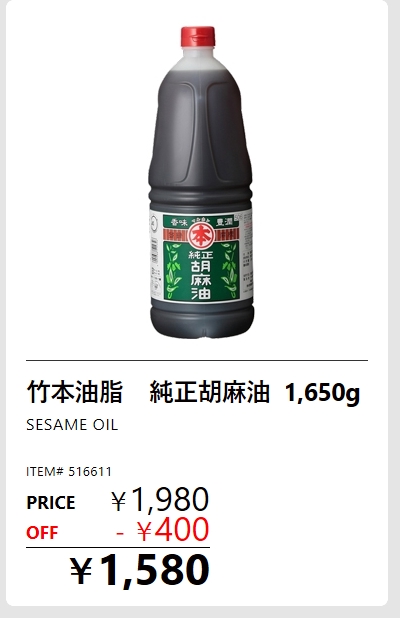 香味 豊潤
本
純正
胡麻油
竹本油脂　純正胡麻油 1,650g
SESAME OIL
ITEM# 516611
PRICE ￥1,980
OFF - ￥400
￥1,580